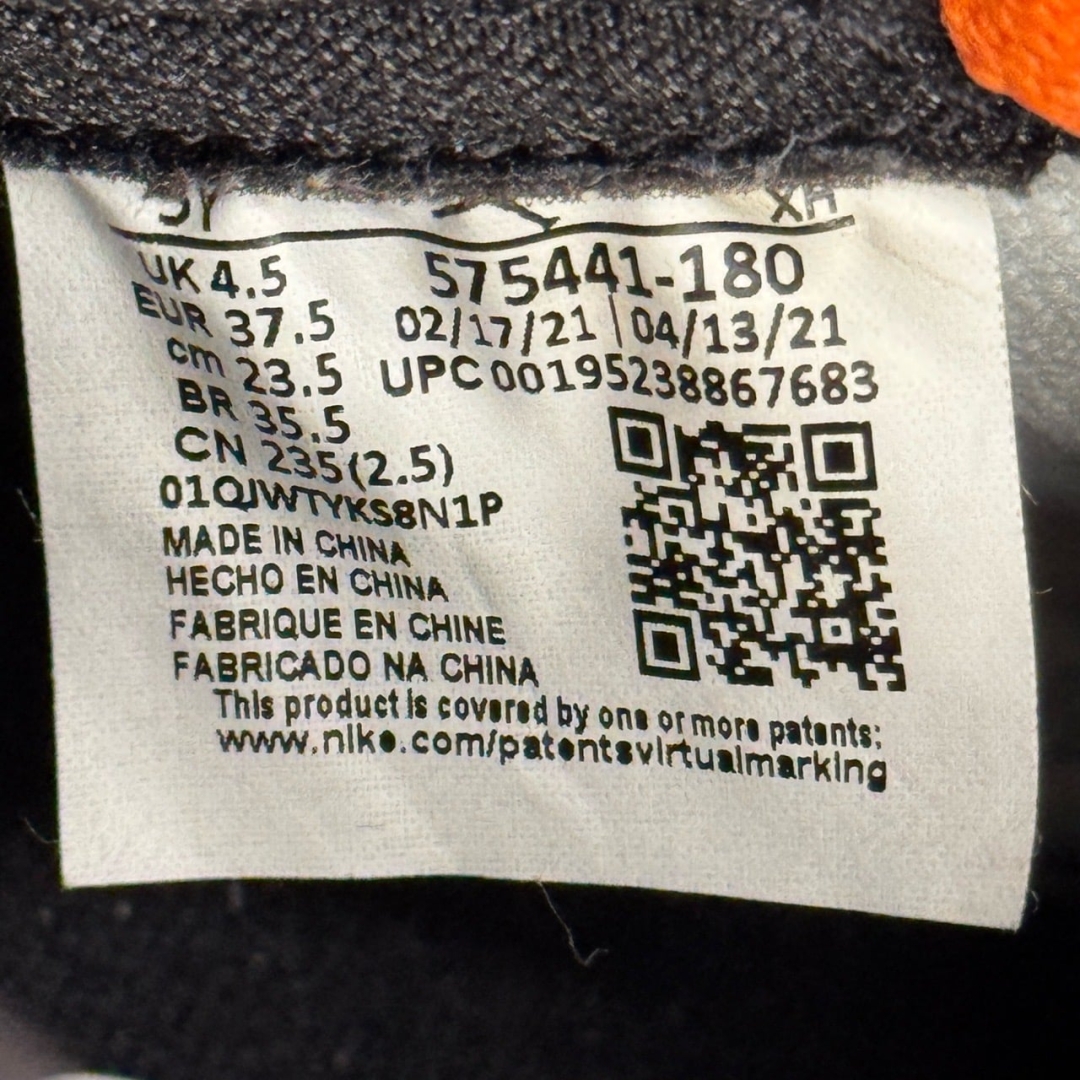 UK 4.5
EUR 37.5
cm 23.5
BR 35.5
CN 235(2.5)
575441-180
02/17/21 | 04/13/21
UPC 00195238867683
01QJWTYKS8N1P
MADE IN CHINA
HECHO EN CHINA
FABRIQUE EN CHINE
FABRICADO NA CHINA
This product is covered by one or more patents:
www.nike.com/patentsvirtualmarking